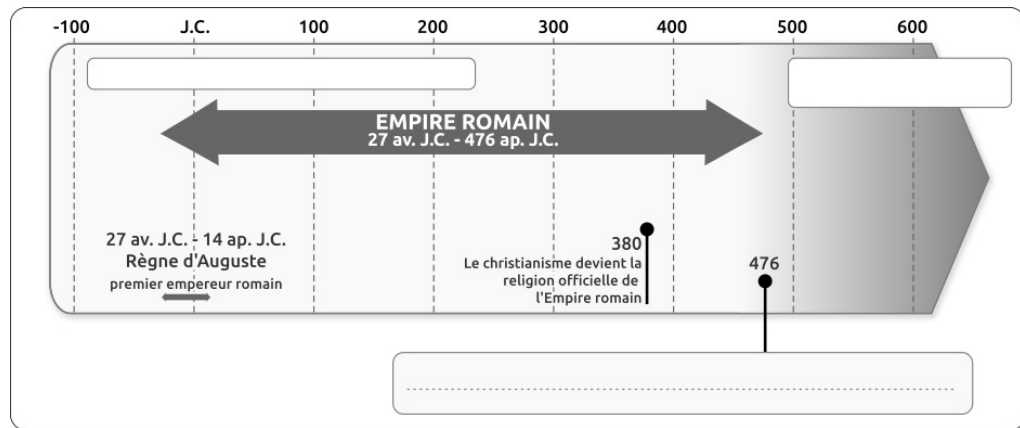 -100 J.C. 100 200 300 400 500 600
EMPIRE ROMAIN
27 av. J.C. - 476 ap. J.C.
27 av. J.C. - 14 ap. J.C.
Règne d'Auguste
premier empereur romain
380
Le christianisme devient la
religion officielle de
l'Empire romain
476